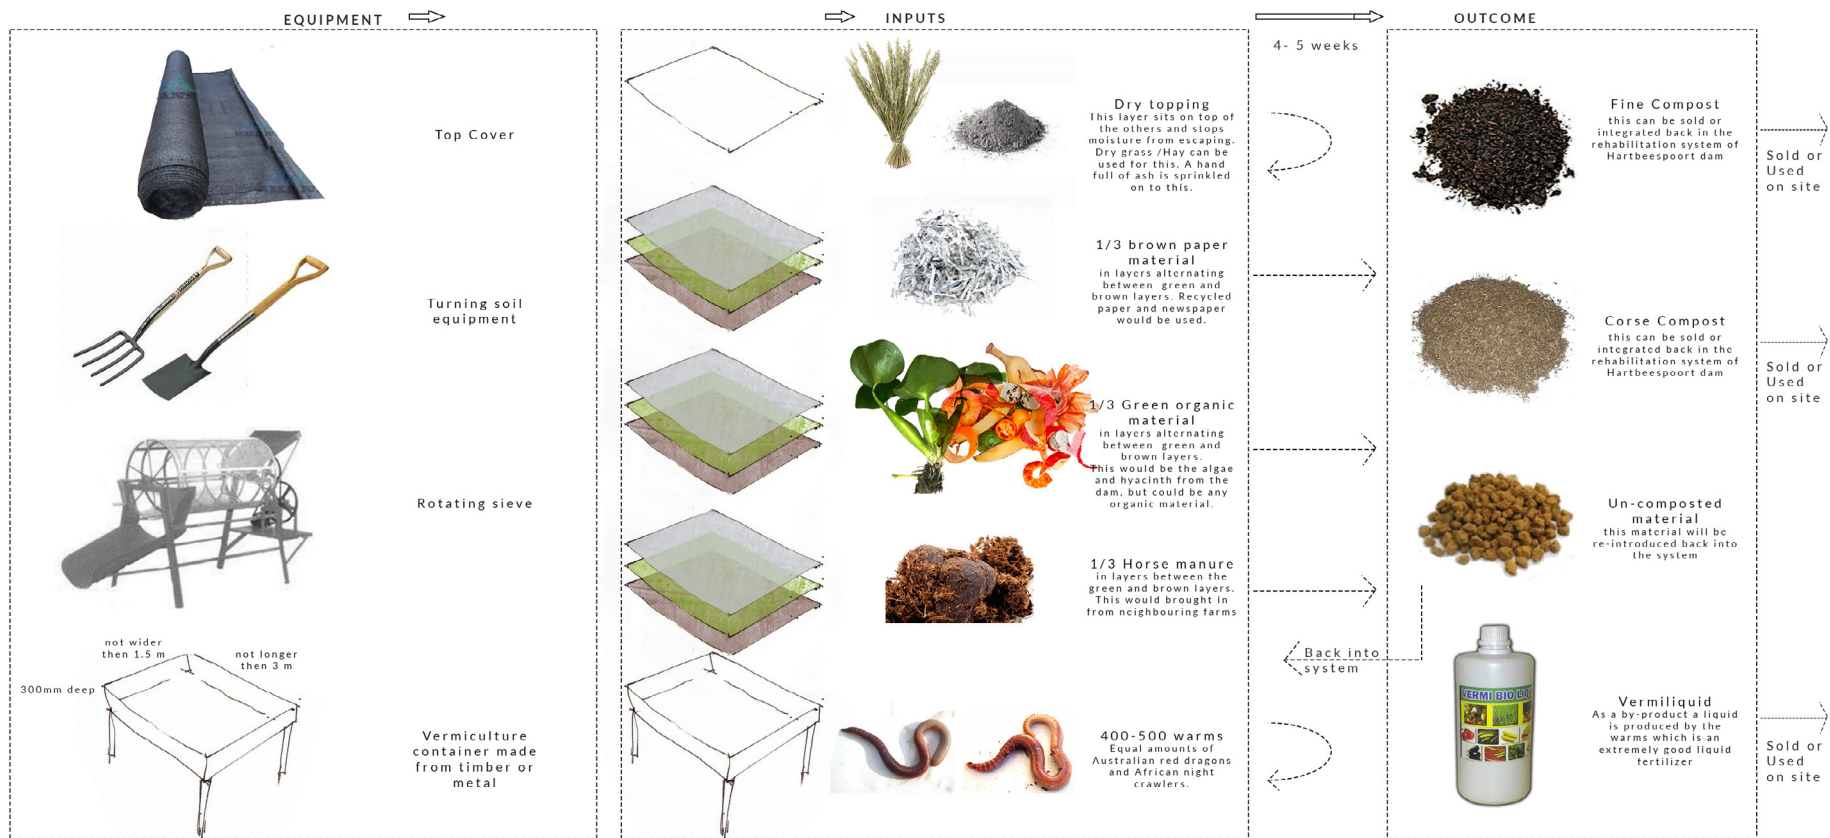 EQUIPMENT
INPUTS
OUTCOME
Top Cover
Turning soil
equipment
Rotating sieve
not wider
then 1.5 m
not longer
then 3 m
300mm deep
Vermiculture
container made
from timber or
metal
Dry topping
This layer sits on top of
the others and stops
moisture from escaping.
Dry grass /Hay can be
used for this. A hand
full of ash is sprinkled
on to this.
1/3 brown paper
material
in layers alternating
between green and
brown layers. Recycled
paper and newspaper
would be used.
1/3 Green organic
material
in layers alternating
between green and
brown layers.
This would be the algae
and hyacinth from the
dam, but could be any
organic material.
1/3 Horse manure
in layers between the
green and brown layers.
This would brought in
from neighbouring farms
400-500 warms
Equal amounts of
Australian red dragons
and African night
crawlers.
4- 5 weeks
Back into
system
Fine Compost
this can be sold or
integrated back in the
rehabilitation system of
Hartbeespoort dam
Sold or
Used
on site
Corse Compost
this can be sold or
integrated back in the
rehabilitation system of
Hartbeespoort dam
Sold or
Used
on site
Un-composted
material
this material will be
re-introduced back into
the system
VERMI BIO
Vermiliquid
As a by-product a liquid
is produced by the
warms which is an
extremely good liquid
fertilizer
Sold or
Used
on site